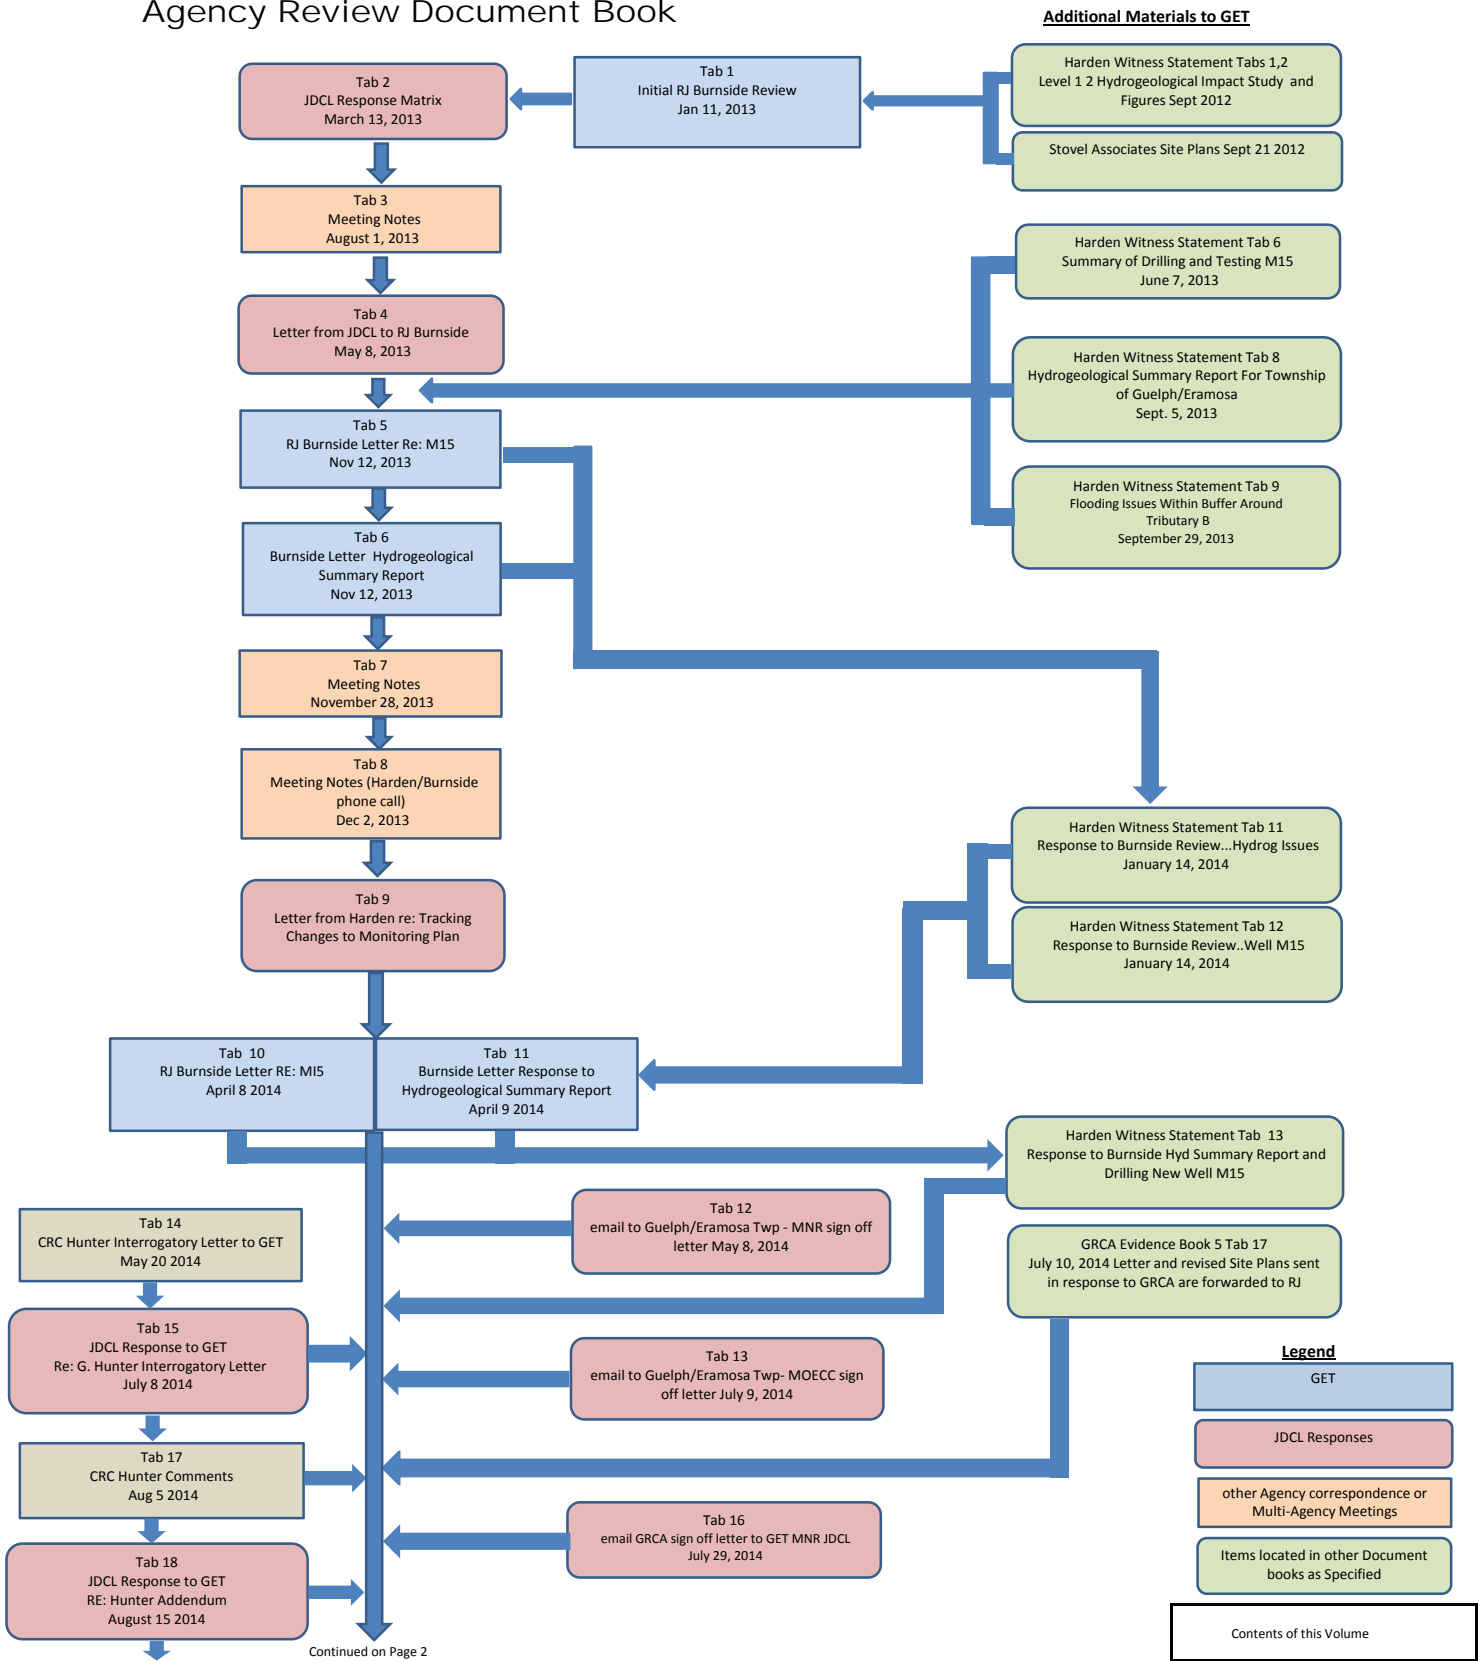 Agency Review Document Book
Additional Materials to GET
Tab 2
JDCL Response Matrix
March 13, 2013
Tab 1
Initial RJ Burnside Review
Jan 11, 2013
Harden Witness Statement Tabs 1,2
Level 1 2 Hydrogeological Impact Study and
Figures Sept 2012
Stovel Associates Site Plans Sept 21 2012
Tab 3
Meeting Notes
August 1, 2013
Harden Witness Statement Tab 6
Summary of Drilling and Testing M15
June 7, 2013
Tab 4
Letter from JDCL to RJ Burnside
May 8, 2013
Harden Witness Statement Tab 8
Hydrogeological Summary Report For Township
of Guelph/Eramosa
Sept. 5, 2013
Tab 5
RJ Burnside Letter Re: M15
Nov 12, 2013
Harden Witness Statement Tab 9
Flooding Issues Within Buffer Around
Tributary B
September 29, 2013
Tab 6
Burnside Letter Hydrogeological
Summary Report
Nov 12, 2013
Tab 7
Meeting Notes
November 28, 2013
Tab 8
Meeting Notes (Harden/Burnside
phone call)
Dec 2, 2013
Harden Witness Statement Tab 11
Response to Burnside Review...Hydrog Issues
January 14, 2014
Tab 9
Letter from Harden re: Tracking
Changes to Monitoring Plan
Harden Witness Statement Tab 12
Response to Burnside Review..Well M15
January 14, 2014
Tab 10
RJ Burnside Letter RE: MI5
April 8 2014
Tab 11
Burnside Letter Response to
Hydrogeological Summary Report
April 9 2014
Harden Witness Statement Tab 13
Response to Burnside Hyd Summary Report and
Drilling New Well M15
Tab 12
email to Guelph/Eramosa Twp - MNR sign off
letter May 8, 2014
Tab 14
CRC Hunter Interrogatory Letter to GET
May 20 2014
GRCA Evidence Book 5 Tab 17
July 10, 2014 Letter and revised Site Plans sent
in response to GRCA are forwarded to RJ
Tab 15
JDCL Response to GET
Re: G. Hunter Interrogatory Letter
July 8 2014
Tab 13
email to Guelph/Eramosa Twp- MOECC sign
off letter July 9, 2014
Legend
GET
JDCL Responses
other Agency correspondence or
Multi-Agency Meetings
Items located in other Document
books as Specified
Contents of this Volume
Tab 17
CRC Hunter Comments
Aug 5 2014
Tab 16
email GRCA sign off letter to GET MNR JDCL
July 29, 2014
Tab 18
JDCL Response to GET
RE: Hunter Addendum
August 15 2014
Continued on Page 2